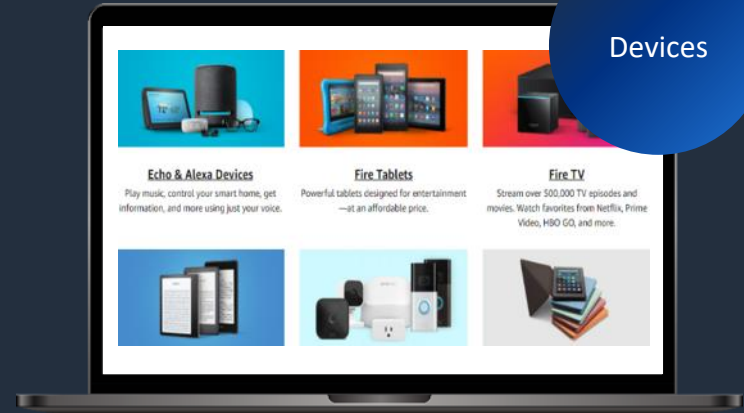 Devices
Echo & Alexa Devices
Play music, control your smart home, get
information, and more using just your voice.
Fire Tablets
Powerful tablets designed for entertainment
—at an affordable price.
Fire TV
Stream over 500,000 TV episodes and
movies. Watch favorites from Netflix, Prime
Video, HBO GO, and more.